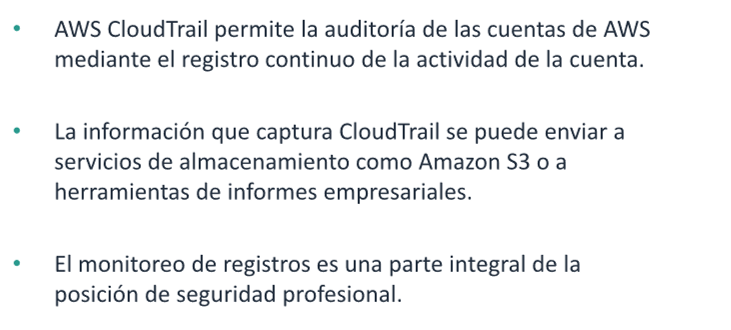 • AWS CloudTrail permite la auditoría de las cuentas de AWS
mediante el registro continuo de la actividad de la cuenta.
• La información que captura CloudTrail se puede enviar a
servicios de almacenamiento como Amazon S3 o a
herramientas de informes empresariales.
• El monitoreo de registros es una parte integral de la
posición de seguridad profesional.